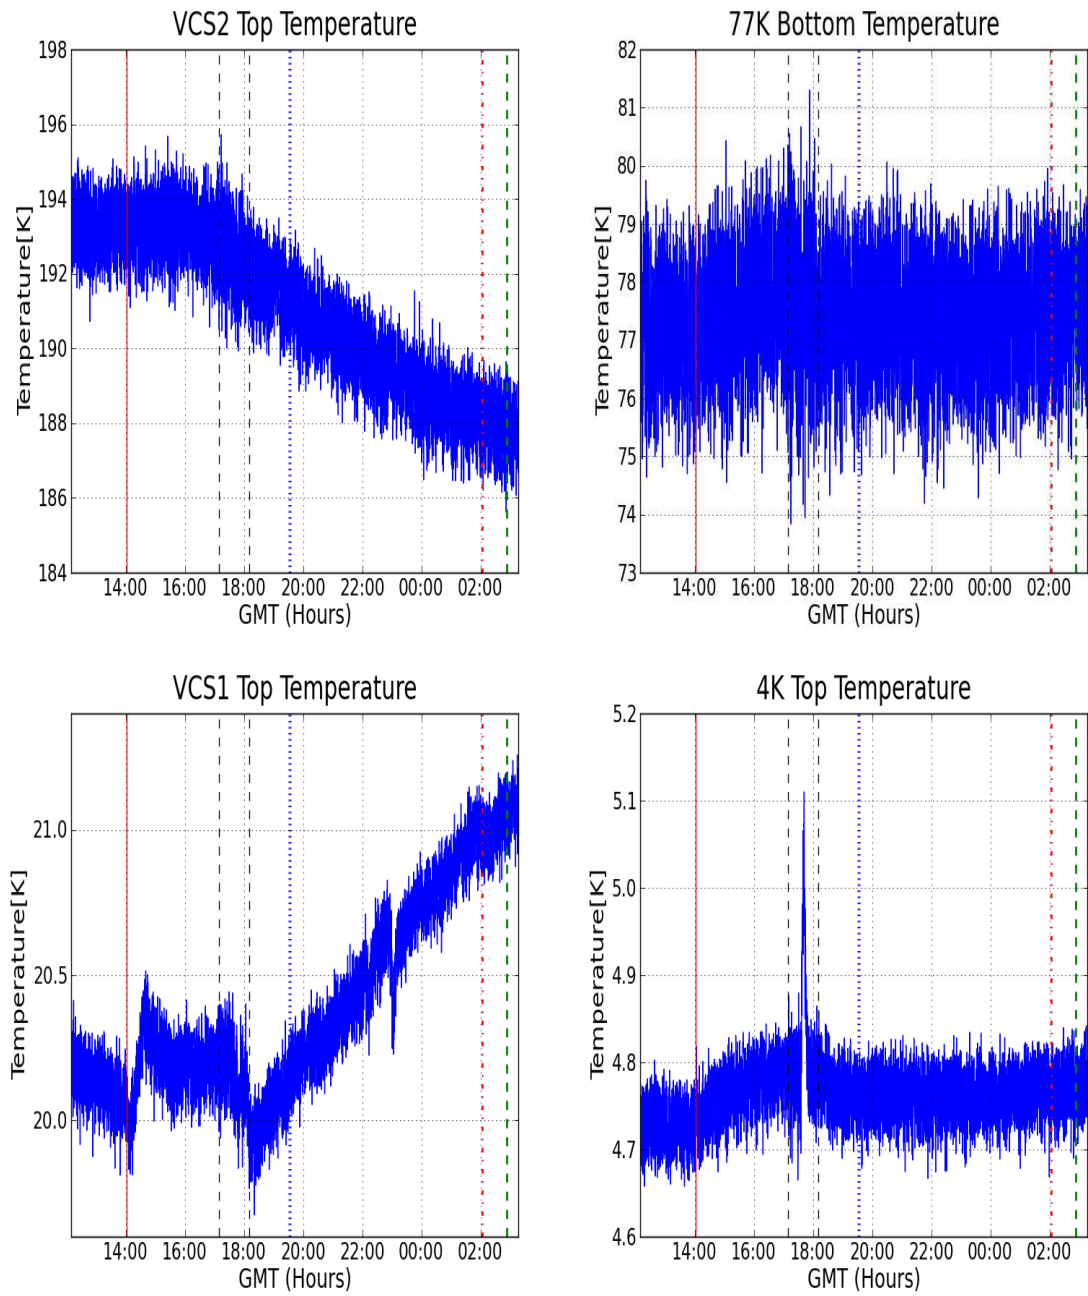 VCS2 Top Temperature
198
196
194
192
190
188
186
184
Temperature[K]
14:00 16:00 18:00 20:00 22:00 00:00 02:00
GMT (Hours)
77K Bottom Temperature
82
81
80
79
78
77
76
75
74
73
Temperature[K]
14:00 16:00 18:00 20:00 22:00 00:00 02:00
GMT (Hours)
VCS1 Top Temperature
21.0
20.5
20.0
Temperature[K]
14:00 16:00 18:00 20:00 22:00 00:00 02:00
GMT (Hours)
4K Top Temperature
5.2
5.1
5.0
4.9
4.8
4.7
4.6
Temperature[K]
14:00 16:00 18:00 20:00 22:00 00:00 02:00
GMT (Hours)